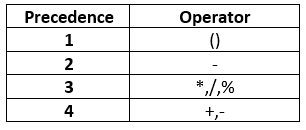 Precedence Operator
1 ()
2 -
3 *,/,%
4 +,-